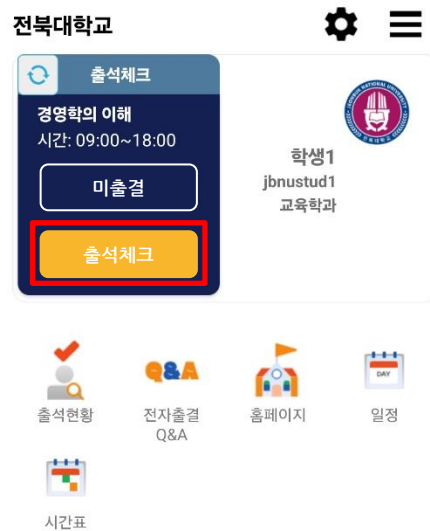 전북대학교
출석체크
경영학의 이해
시간: 09:00~18:00
미출결
출석체크
학생1
jbnustud1
교육학과
출석현황
Q&A
전자출결
Q&A
홈페이지
DAY
일정
시간표